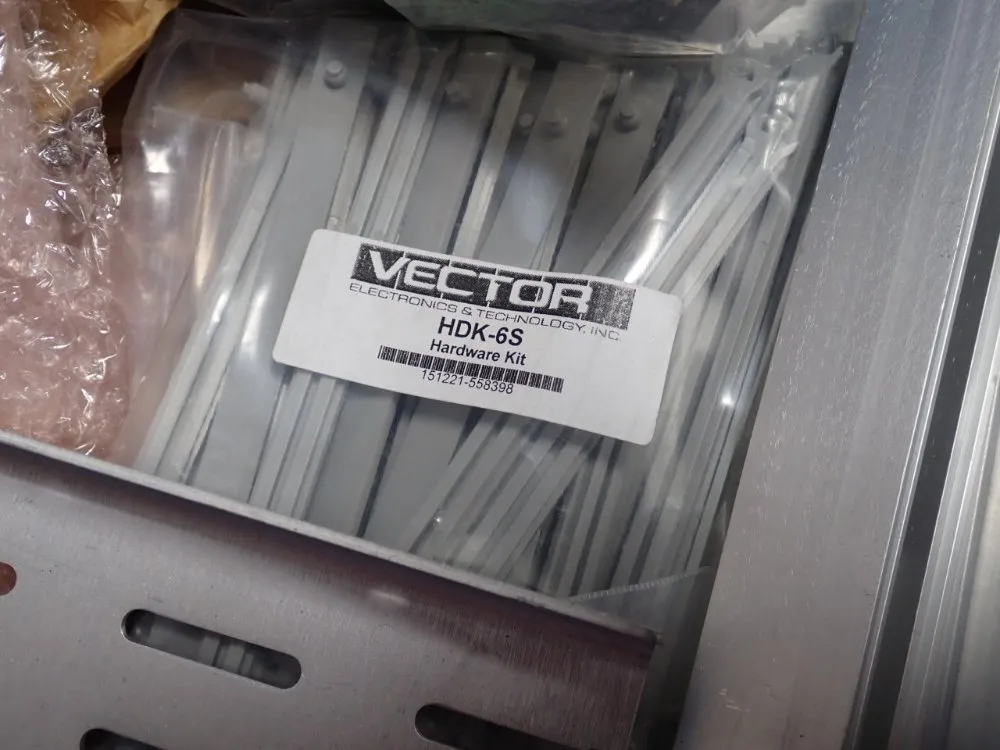 VECTOR
ELECTRONICS & TECHNOLOGY, INC.
HDK-6S
Hardware Kit
151221-558398